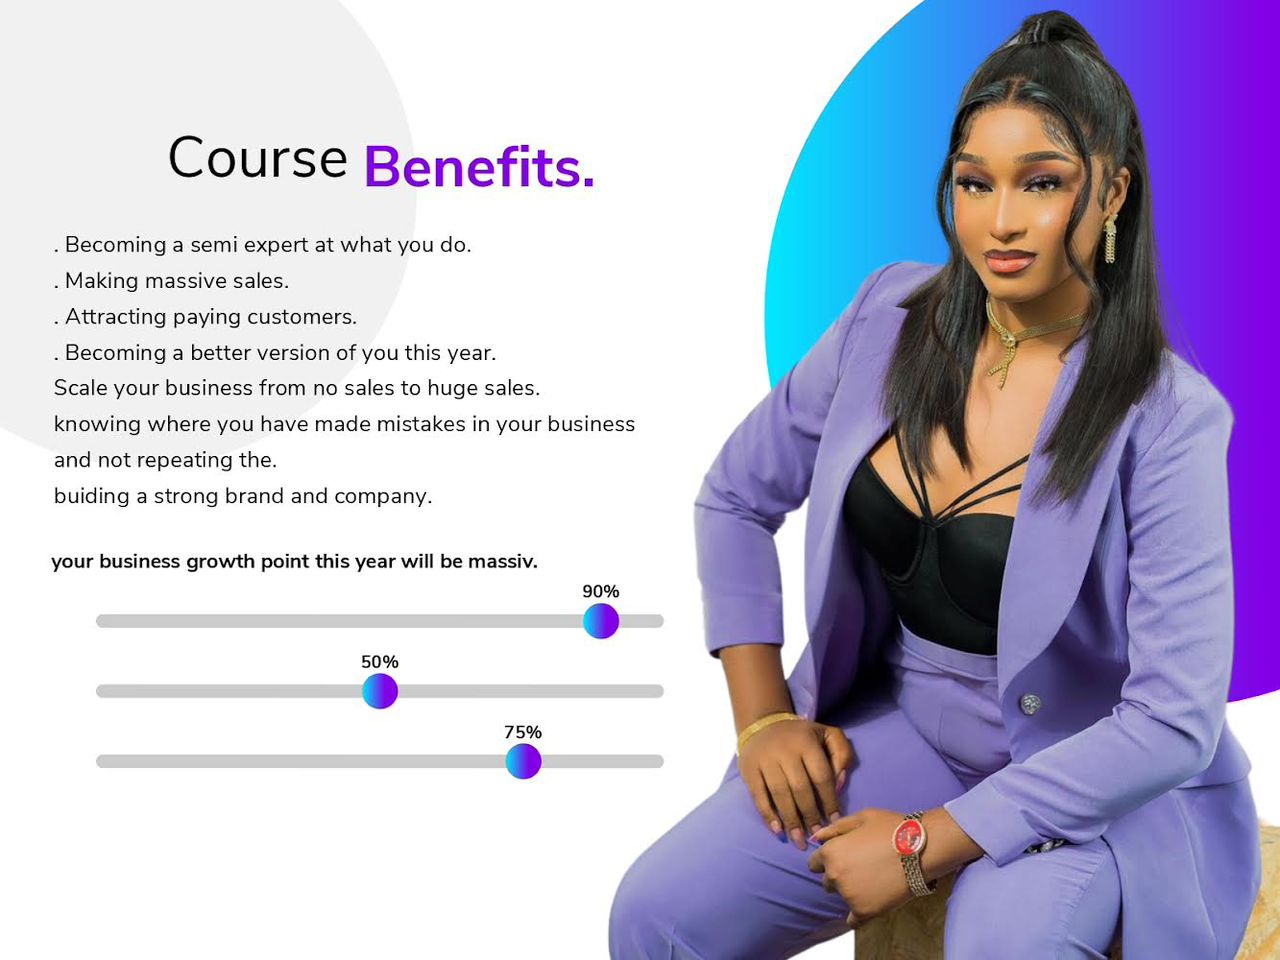 Course Benefits.
. Becoming a semi expert at what you do.
. Making massive sales.
. Attracting paying customers.
. Becoming a better version of you this year.
Scale your business from no sales to huge sales.
knowing where you have made mistakes in your business
and not repeating the.
buiding a strong brand and company.
your business growth point this year will be massiv.
90%
50%
75%